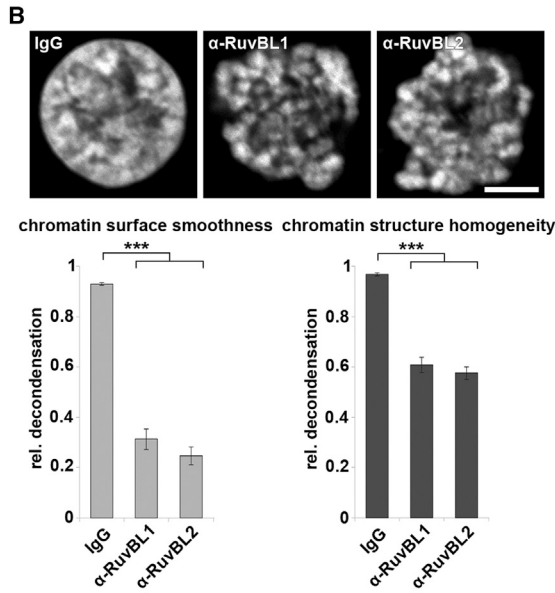 B
IgG
α-RuvBL1
α-RuvBL2
chromatin surface smoothness
chromatin structure homogeneity
***
***
rel. decondensation
1
0.8
0.6
0.4
0.2
0
IgG
α-RuvBL1
α-RuvBL2
rel. decondensation
1
0.8
0.6
0.4
0.2
0
IgG
α-RuvBL1
α-RuvBL2